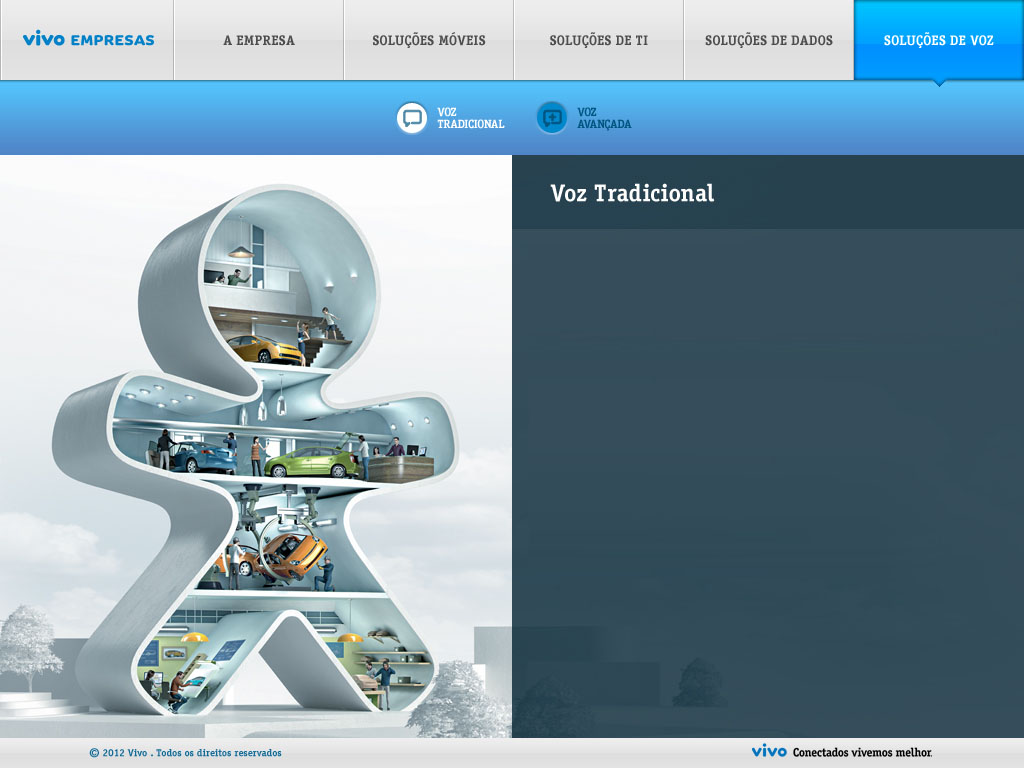 vivo EMPRESAS
A EMPRESA
SOLUÇÕES MÓVEIS
SOLUÇÕES DE TI
SOLUÇÕES DE DADOS
SOLUÇÕES DE VOZ
VOZ
TRADICIONAL
VOZ
AVANÇADA
Voz Tradicional
© 2012 Vivo . Todos os direitos reservados
vivo Conectados vivemos melhor.